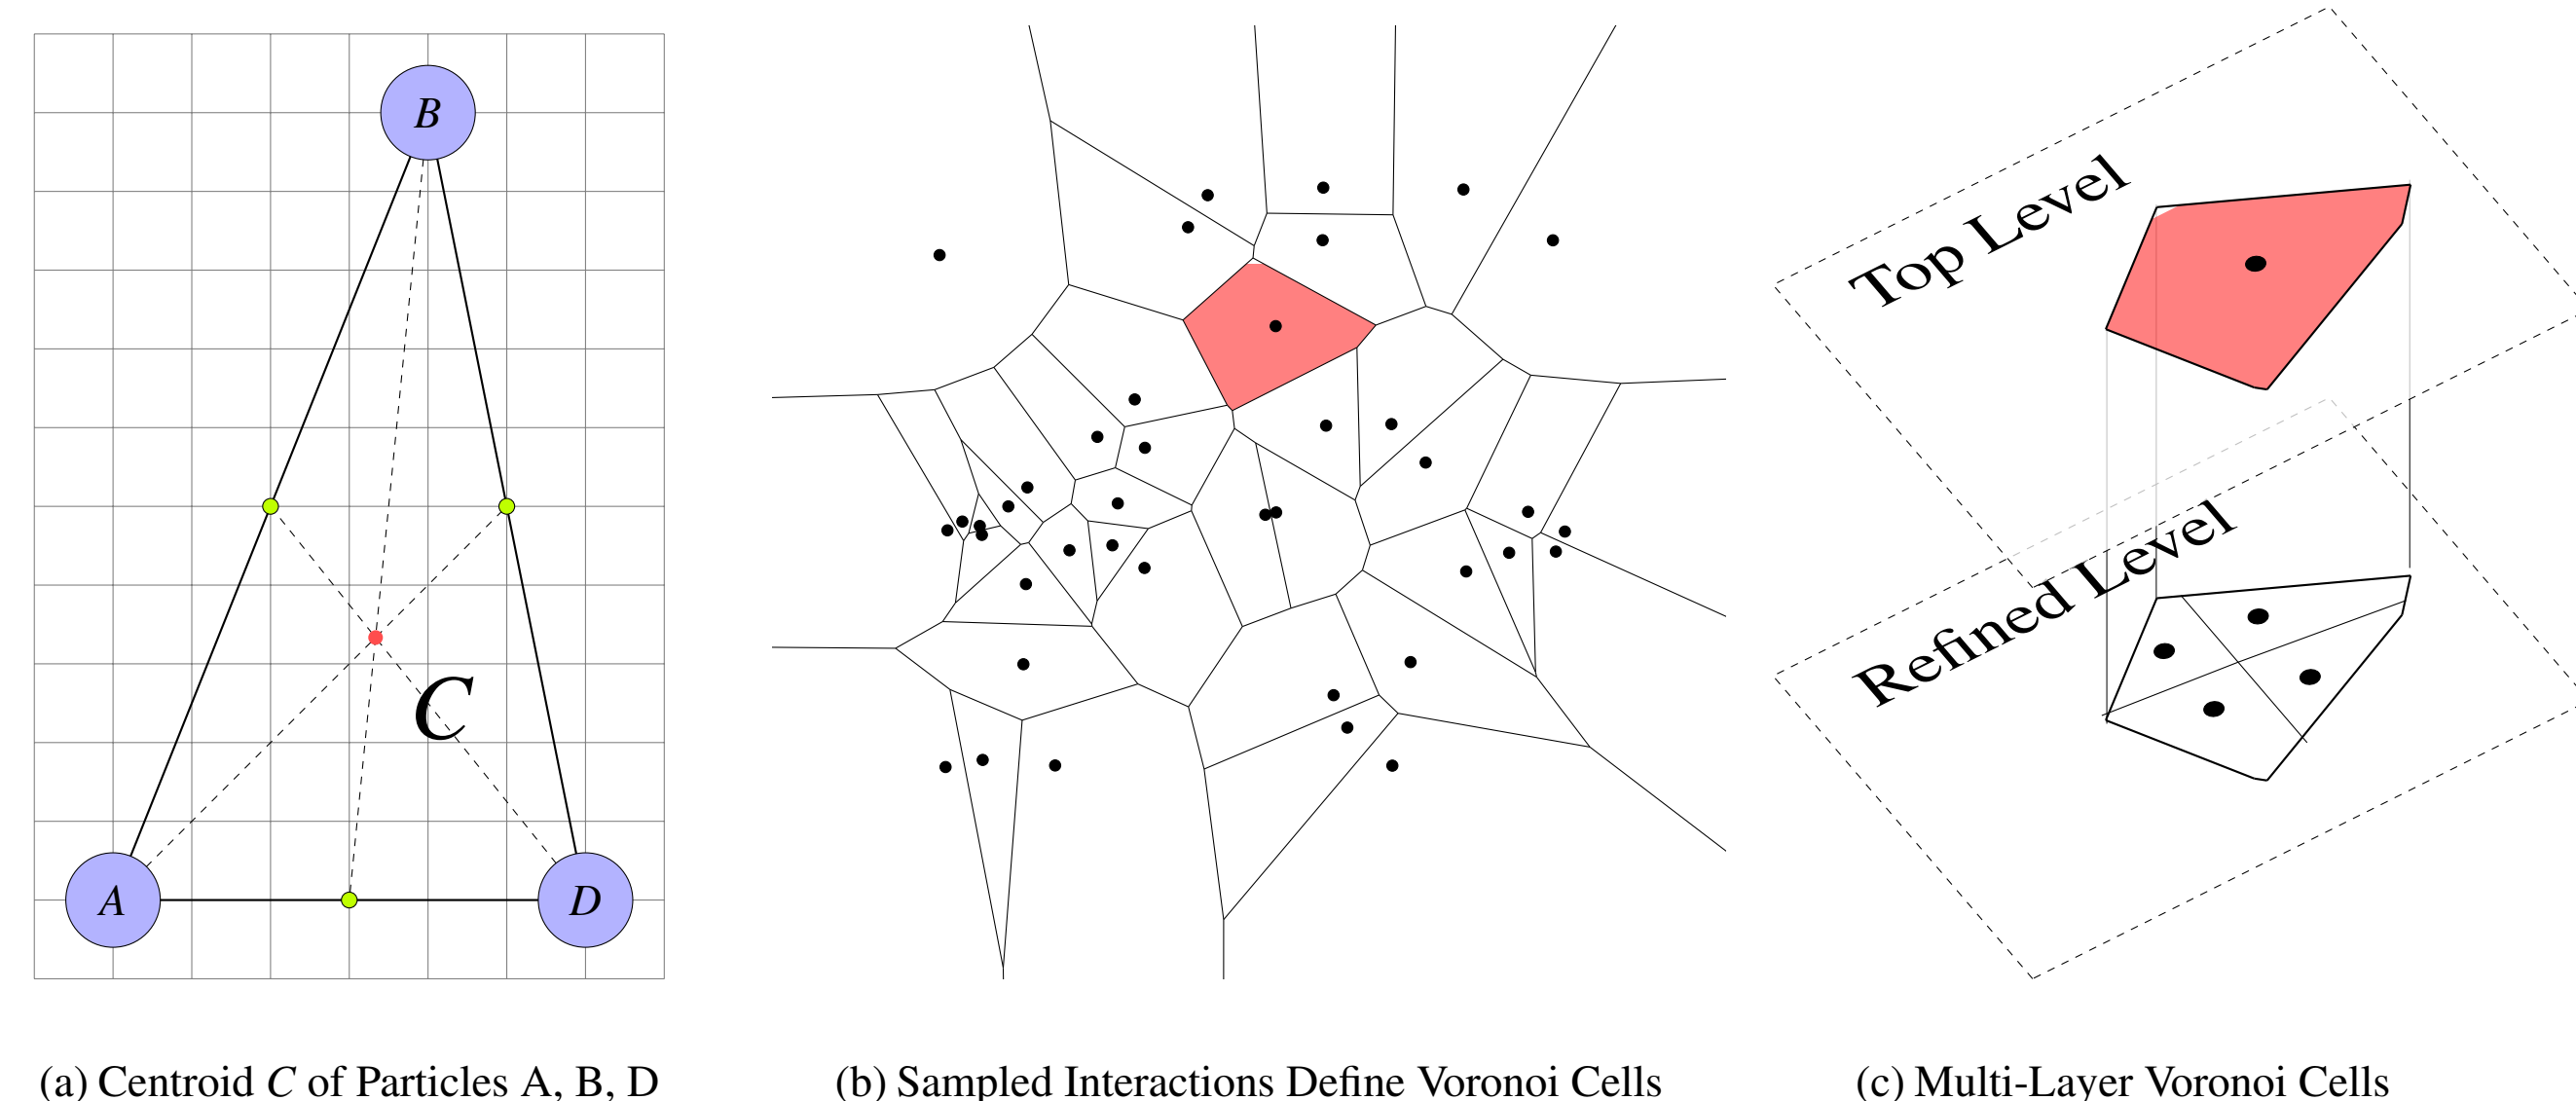 B
C
A
D
Top Level
Refined Level
(a) Centroid C of Particles A, B, D
(b) Sampled Interactions Define Voronoi Cells
(c) Multi-Layer Voronoi Cells